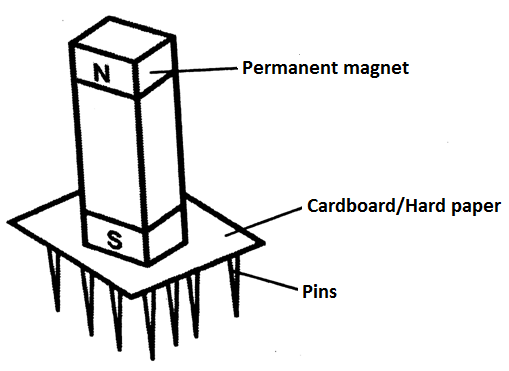 N
Permanent magnet
Cardboard/Hard paper
S
Pins